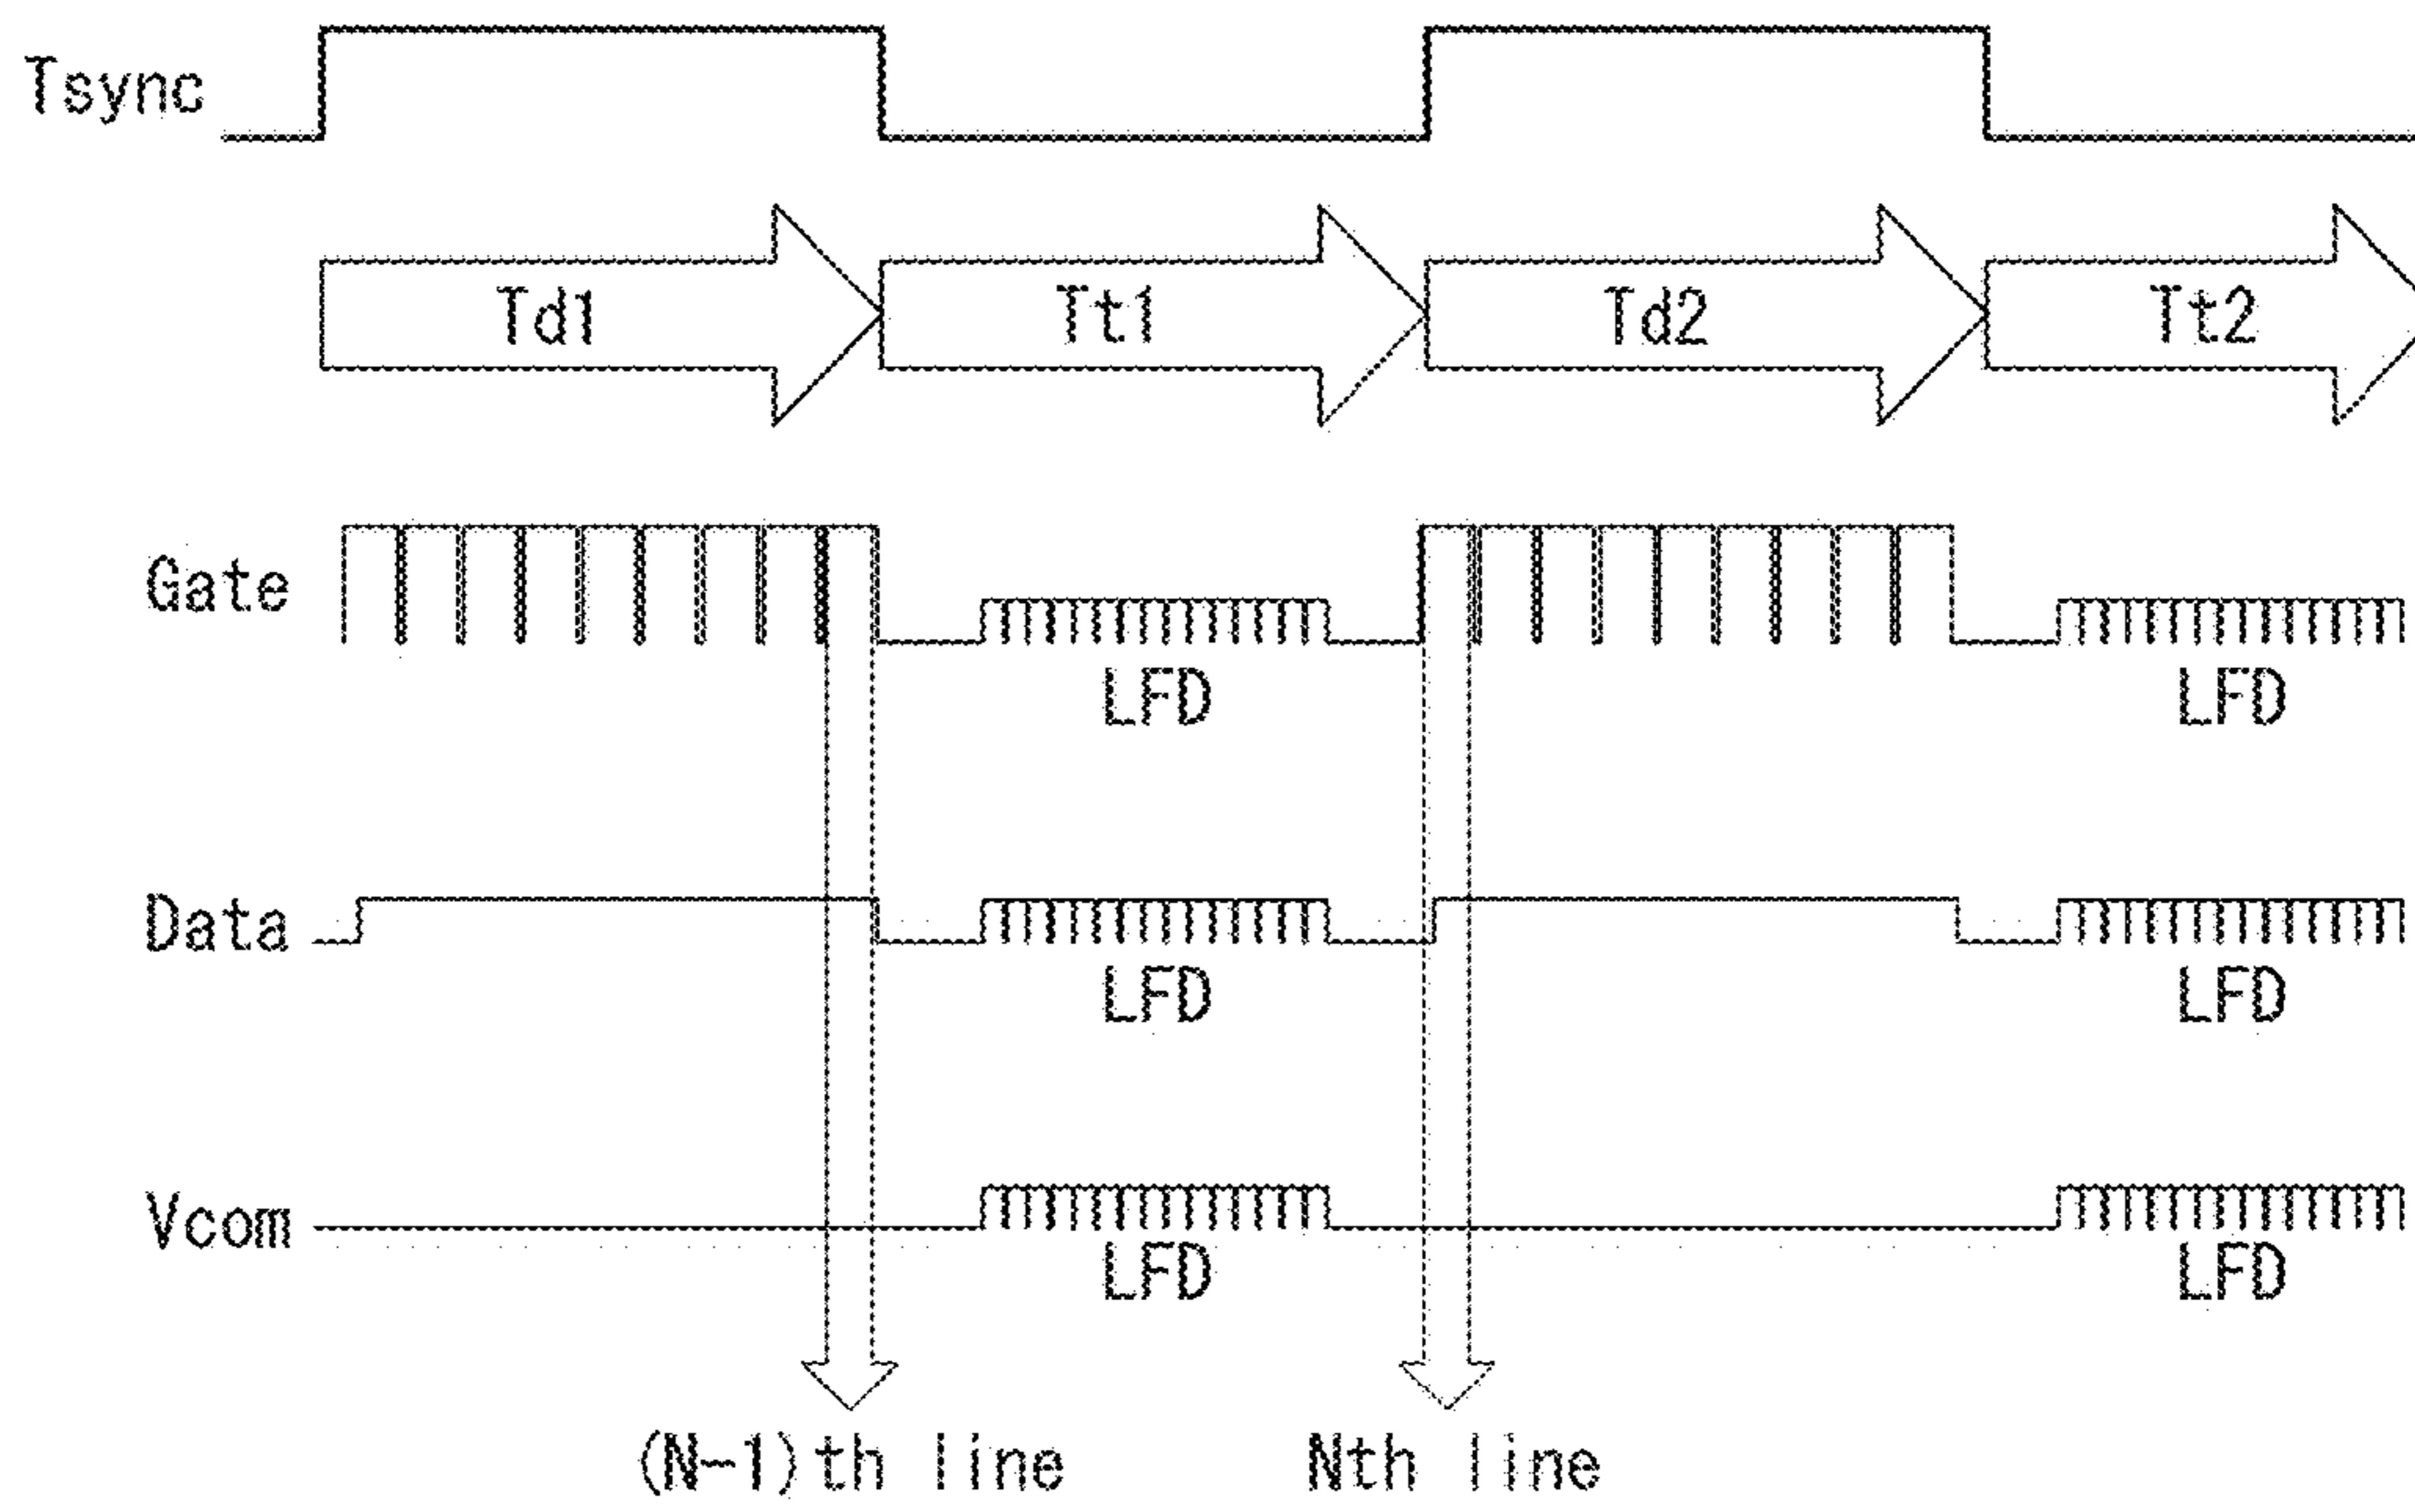 Tsync
Td1 Tt1 Td2 Tt2
Gate
LFD LFD
Data
LFD LFD
Vcom
LFD LFD
(N-1)th line Nth line